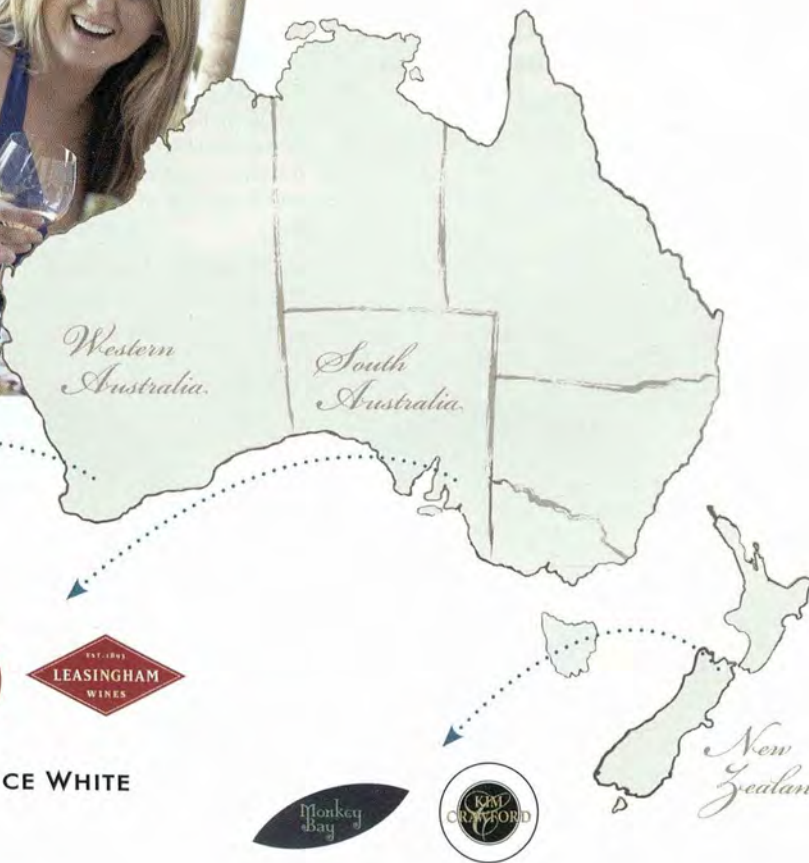 Western
Australia
South
Australia
EST. 1893
LEASINGHAM
WINES
CE WHITE
Monkey
Bay
KIM
CRAWFORD
New
Zealan